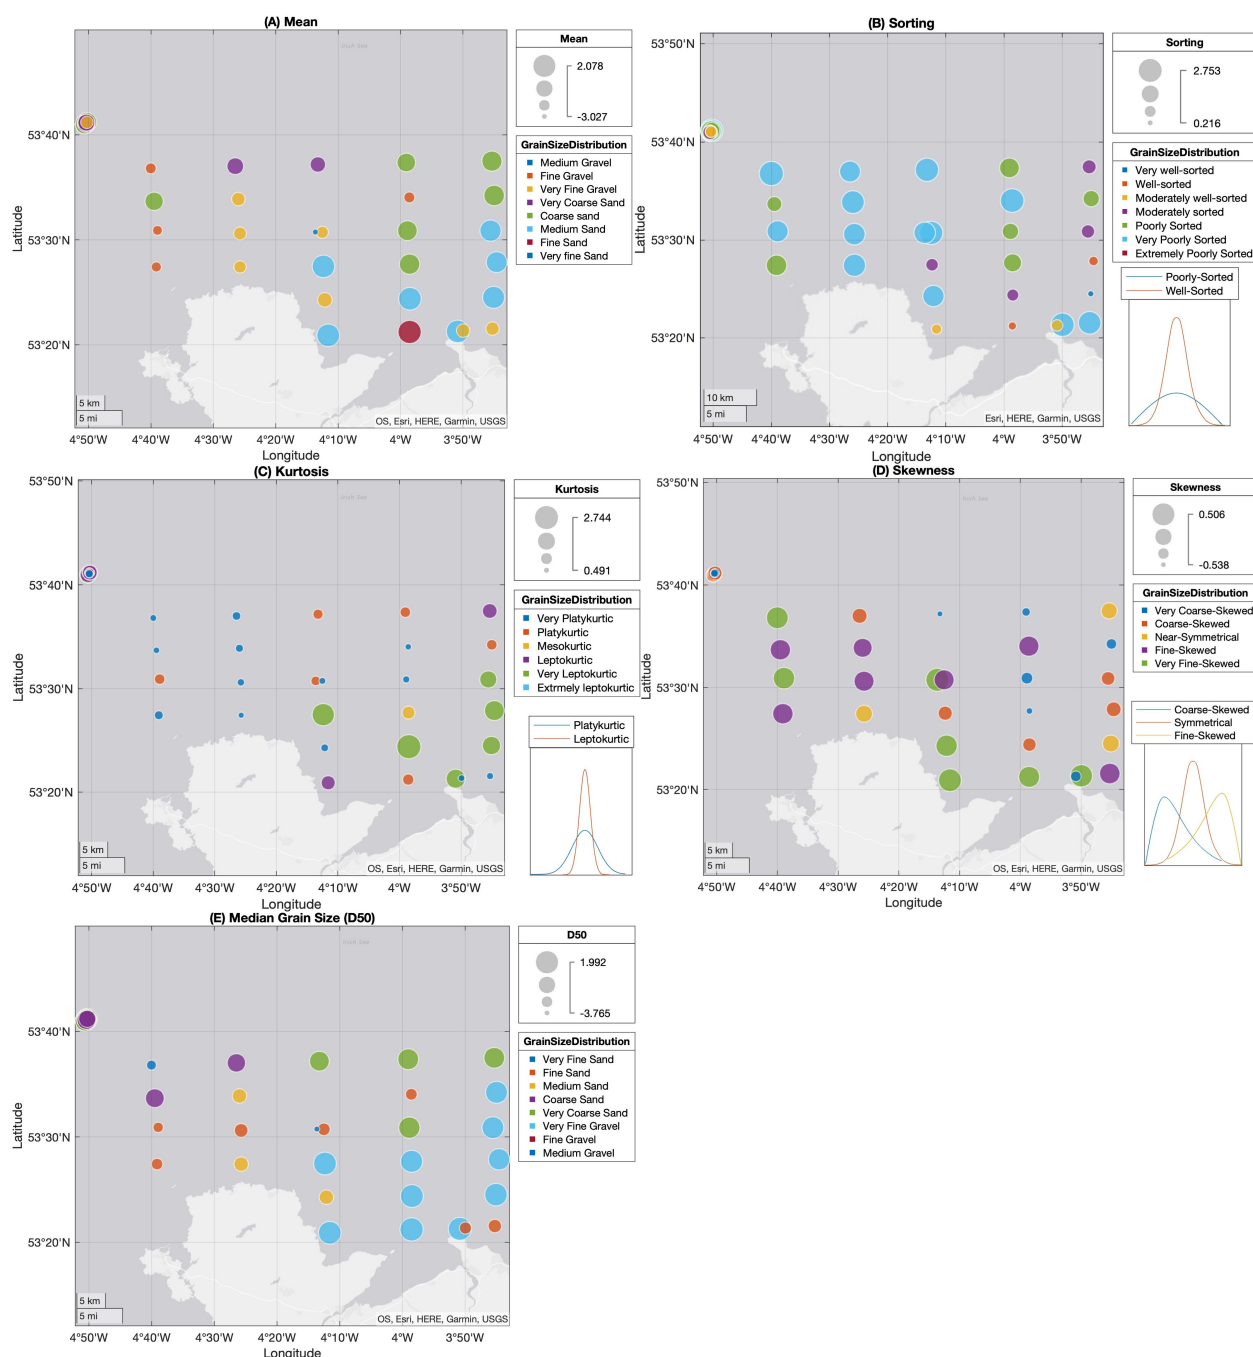 (A) Mean
Irish Sea
53°40'N
53°30'N
53°20'N
Latitude
5 km
5 mi
OS, Esri, HERE, Garmin, USGS
4°50'W 4°40'W 4°30'W 4°20'W 4°10'W 4°W 3°50'W
Longitude
Mean
2.078
-3.027
GrainSizeDistribution
Medium Gravel
Fine Gravel
Very Fine Gravel
Very Coarse Sand
Coarse sand
Medium Sand
Fine Sand
Very fine Sand
(B) Sorting
53°50'N
53°40'N
53°30'N
53°20'N
Latitude
10 km
5 mi
Esri, HERE, Garmin, USGS
4°50'W 4°40'W 4°30'W 4°20'W 4°10'W 4°W 3°50'W
Longitude
Sorting
2.753
0.216
GrainSizeDistribution
Very well-sorted
Well-sorted
Moderately well-sorted
Moderately sorted
Poorly Sorted
Very Poorly Sorted
Extremely Poorly Sorted
Poorly-Sorted
Well-Sorted
(C) Kurtosis
Irish Sea
53°50'N
53°40'N
53°30'N
53°20'N
Latitude
5 km
5 mi
OS, Esri, HERE, Garmin, USGS
4°50'W 4°40'W 4°30'W 4°20'W 4°10'W 4°W 3°50'W
Longitude
Kurtosis
2.744
0.491
GrainSizeDistribution
Very Platykurtic
Platykurtic
Mesokurtic
Leptokurtic
Very Leptokurtic
Extrmely leptokurtic
Platykurtic
Leptokurtic
(D) Skewness
Irish Sea
53°50'N
53°40'N
53°30'N
53°20'N
Latitude
5 km
5 mi
OS, Esri, HERE, Garmin, USGS
4°50'W 4°40'W 4°30'W 4°20'W 4°10'W 4°W 3°50'W
Longitude
Skewness
0.506
-0.538
GrainSizeDistribution
Very Coarse-Skewed
Coarse-Skewed
Near-Symmetrical
Fine-Skewed
Very Fine-Skewed
Coarse-Skewed
Symmetrical
Fine-Skewed
(E) Median Grain Size (D50)
Irish Sea
53°40'N
53°30'N
53°20'N
Latitude
5 km
5 mi
OS, Esri, HERE, Garmin, USGS
4°50'W 4°40'W 4°30'W 4°20'W 4°10'W 4°W 3°50'W
Longitude
D50
1.992
-3.765
GrainSizeDistribution
Very Fine Sand
Fine Sand
Medium Sand
Coarse Sand
Very Coarse Sand
Very Fine Gravel
Fine Gravel
Medium Gravel